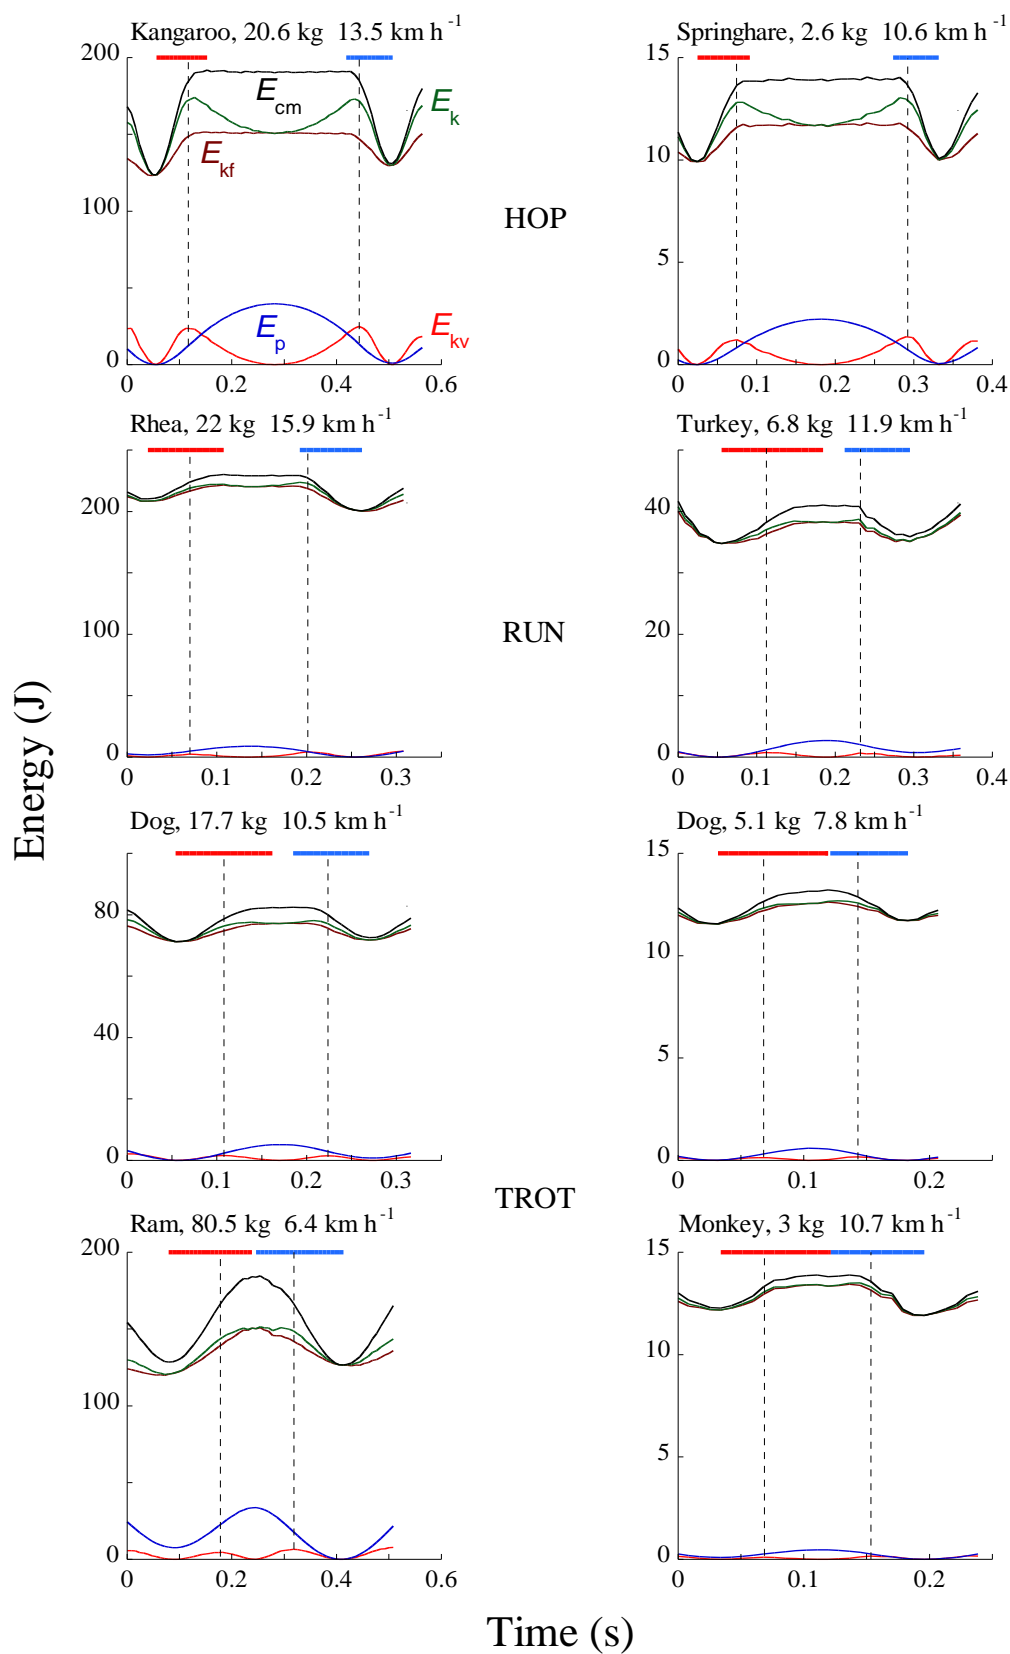 Kangaroo, 20.6 kg 13.5 km h-1
Springhare, 2.6 kg 10.6 km h-1
200
100
0
Ecm
Ek
Ekf
Ep
Ekv
0 0.2 0.4 0.6
HOP
15
10
5
0
0 0.1 0.2 0.3 0.4
Rhea, 22 kg 15.9 km h-1
Turkey, 6.8 kg 11.9 km h-1
200
100
0
0 0.1 0.2 0.3
RUN
40
20
0
0 0.1 0.2 0.3 0.4
Energy (J)
Dog, 17.7 kg 10.5 km h-1
Dog, 5.1 kg 7.8 km h-1
80
40
0
0 0.1 0.2 0.3
15
10
5
0
0 0.1 0.2
TROT
Ram, 80.5 kg 6.4 km h-1
Monkey, 3 kg 10.7 km h-1
200
100
0
0 0.2 0.4 0.6
15
10
5
0
0 0.1 0.2
Time (s)